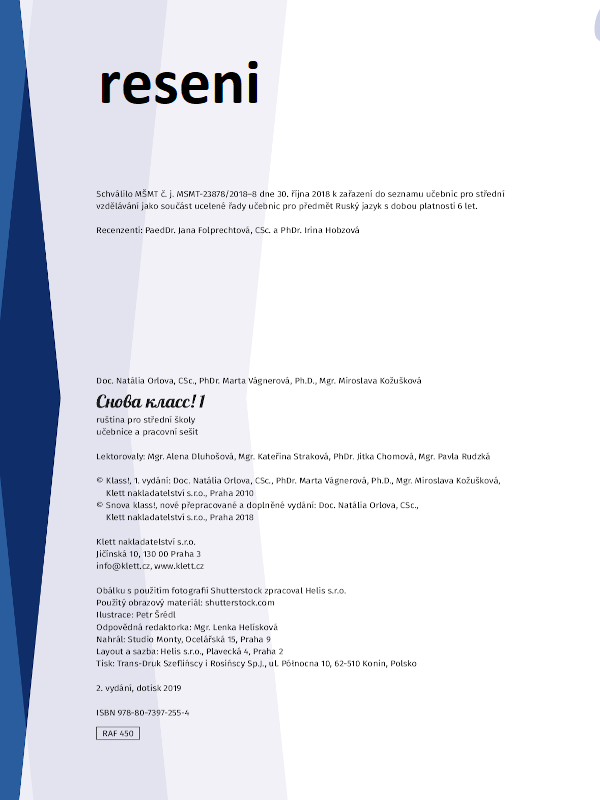 reseni
Schválilo MŠMT č. j. MSMT-23878/2018–8 dne 30. října 2018 k zařazení do seznamu učebnic pro střední
vzdělávání jako součást ucelené řady učebnic pro předmět Ruský jazyk s dobou platnosti 6 let.
Recenzenti: PaedDr. Jana Folprechtová, CSc. a PhDr. Irina Hobzová
Doc. Natália Orlova, CSc., PhDr. Marta Vágnerová, Ph.D., Mgr. Miroslava Kožušková
Снова класс! 1
ruština pro střední školy
učebnice a pracovní sešit
Lektorovaly: Mgr. Alena Dluhošová, Mgr. Kateřina Straková, PhDr. Jitka Chomová, Mgr. Pavla Rudzká
© Klass!, 1. vydání: Doc. Natália Orlova, CSc., PhDr. Marta Vágnerová, Ph.D., Mgr. Miroslava Kožušková,
Klett nakladatelství s.r.o., Praha 2010
© Snova klass!, nové přepracované a doplněné vydání: Doc. Natália Orlova, CSc.,
Klett nakladatelství s.r.o., Praha 2018
Klett nakladatelství s.r.o.
Jičínská 10, 130 00 Praha 3
info@klett.cz, www.klett.cz
Obálku s použitím fotografií Shutterstock zpracoval Helis s.r.o.
Použitý obrazový materiál: shutterstock.com
Ilustrace: Petr Šrédl
Odpovědná redaktorka: Mgr. Lenka Helisková
Nahrál: Studio Monty, Ocelářská 15, Praha 9
Layout a sazba: Helis s.r.o., Plavecká 4, Praha 2
Tisk: Trans-Druk Szeflińscy i Rosińscy Sp.J., ul. Północna 10, 62-510 Konin, Polsko
2. vydání, dotisk 2019
ISBN 978-80-7397-255-4
RAF 450